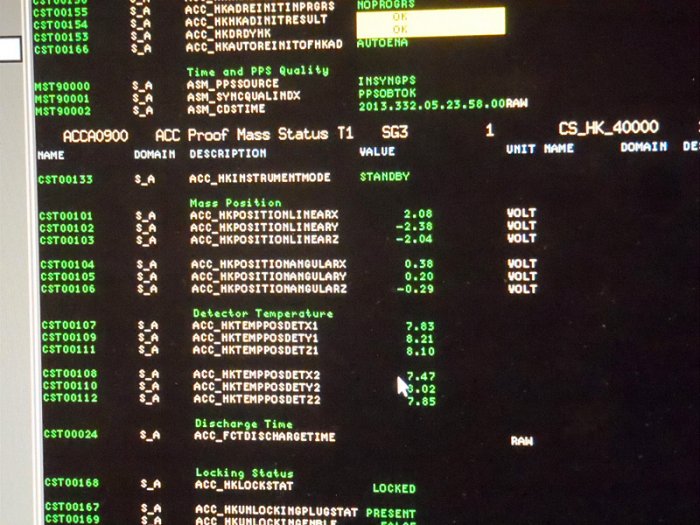 CST00155 ACC_HKADREINITINPRGRS NOPROGRS
CST00154 ACC_HKHKADINITRESULT OK
CST00153 ACC_HKDRDYHK OK
CST00166 S_A ACC_HKAUTOREINITOFHKAD AUTOENA
Time and PPS Quality
MST90000 S_A ASM_PPSSOURCE INSYNGPS
MST90001 S_A ASM_SYNCQUALINDX PPSOBTOK
MST90002 S_A ASM_CDSTIME 2013.332.05.23.58.00RAW
ACCA0900 ACC Proof Mass Status T1 SG3 1 CS_HK_40000
NAME DOMAIN DESCRIPTION VALUE UNIT NAME DOMAIN
CST00133 S_A ACC_HKINSTRUMENTMODE STANDBY
Mass Position
CST00101 S_A ACC_HKPOSITIONLINEARX 2.08 VOLT
CST00102 S_A ACC_HKPOSITIONLINEARY -2.38 VOLT
CST00103 S_A ACC_HKPOSITIONLINEARZ -2.04 VOLT
CST00104 S_A ACC_HKPOSITIONANGULARX 0.38 VOLT
CST00105 S_A ACC_HKPOSITIONANGULARY 0.20 VOLT
CST00106 S_A ACC_HKPOSITIONANGULARZ -0.29 VOLT
Detector Temperature
CST00107 S_A ACC_HKTEMPPOSDETX1 7.83
CST00109 S_A ACC_HKTEMPPOSDETY1 8.21
CST00111 S_A ACC_HKTEMPPOSDETZ1 8.10
CST00108 S_A ACC_HKTEMPPOSDETX2 7.47
CST00110 S_A ACC_HKTEMPPOSDETY2
CST00112 S_A ACC_HKTEMPPOSDETZ2 7.85
Discharge Time
CST00024 S_A ACC_FCTDISCHARGETIME RAW
Locking Status
CST00168 S_A ACC_HKLOCKSTAT LOCKED
CST00167 S_A ACC_HKUNLOCKINGPLUGSTAT PRESENT
CST00169 S_A